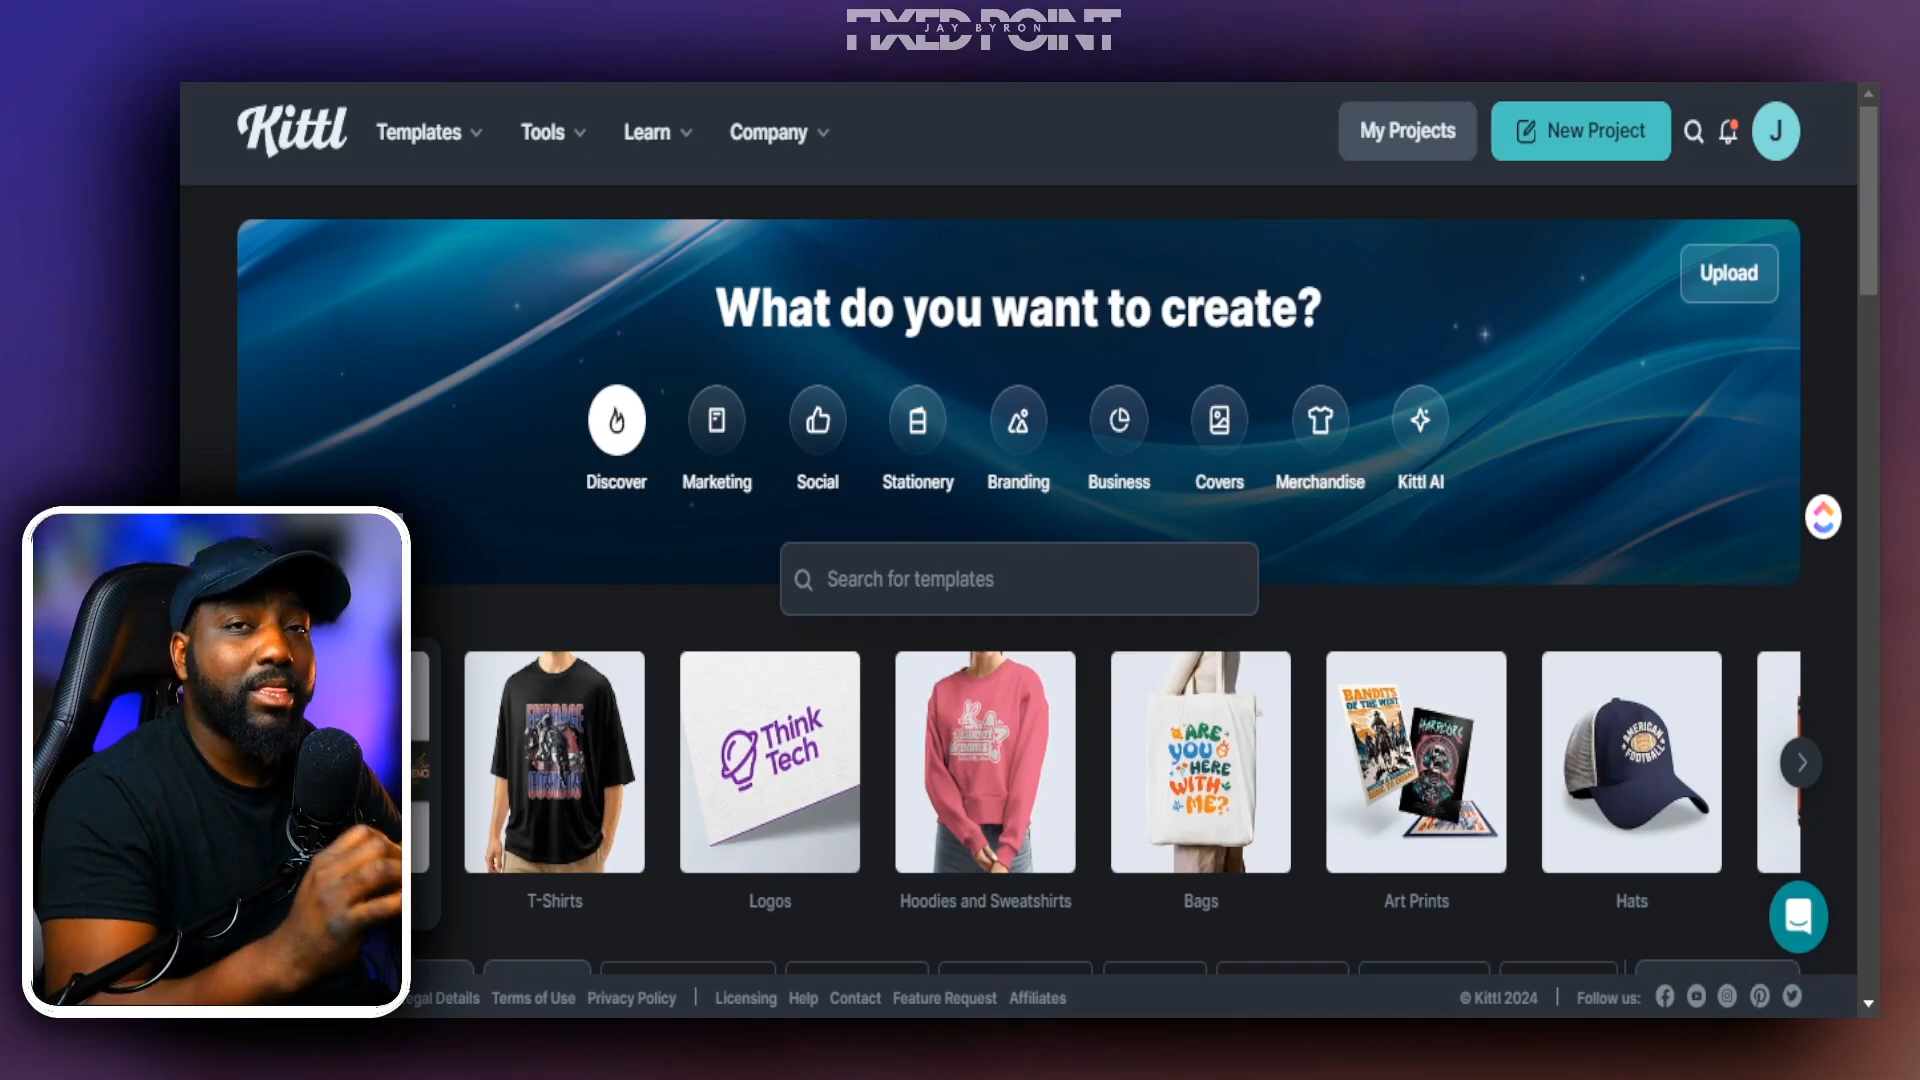 FIXED POINT
JAY BYRON
Kittl
Templates
Tools
Learn
Company
My Projects
New Project
J
Upload
What do you want to create?
Discover
Marketing
Social
Stationery
Branding
Business
Covers
Merchandise
Kittl AI
Search for templates
Think
Tech
ARE
YOU
HERE
WITH
ME?
BANDITS
OF THE WEST
HARDCORE
AMERICAN
FOOTBALL
T-Shirts
Logos
Hoodies and Sweatshirts
Bags
Art Prints
Hats
egal Details
Terms of Use
Privacy Policy
Licensing
Help
Contact
Feature Request
Affiliates
© Kittl 2024
Follow us: